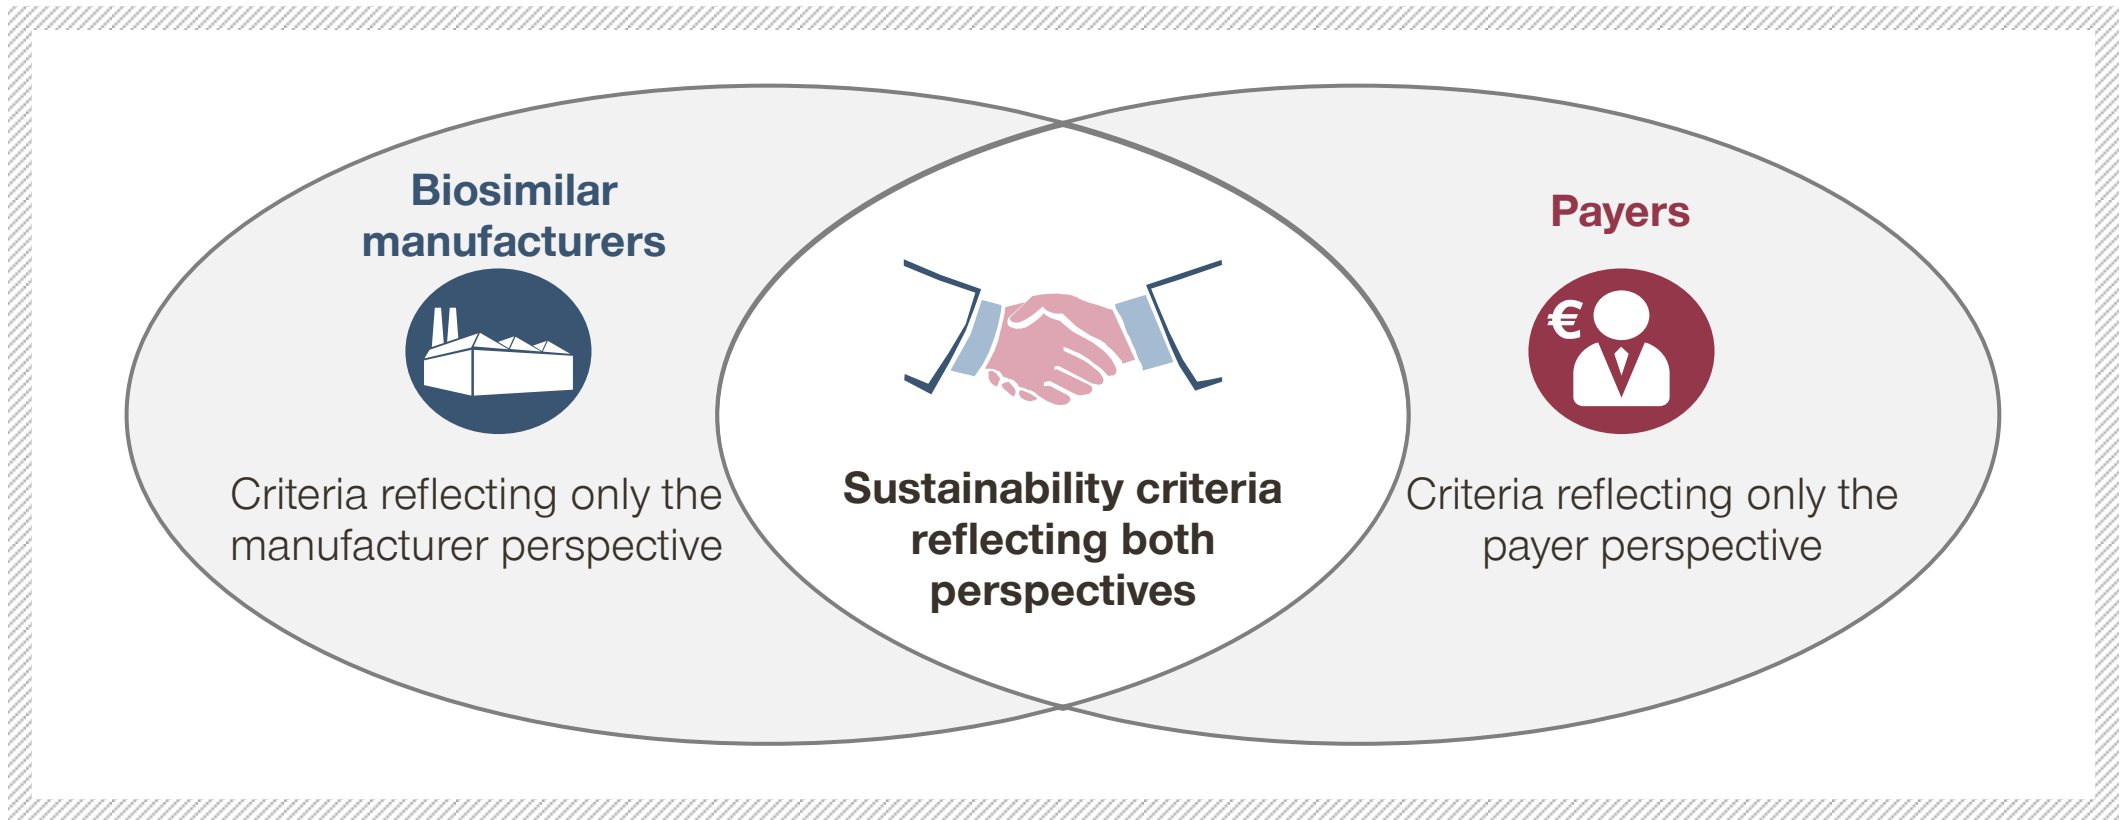 Biosimilar
manufacturers
Criteria reflecting only the
manufacturer perspective
Sustainability criteria
reflecting both
perspectives
Payers
€
Criteria reflecting only the
payer perspective